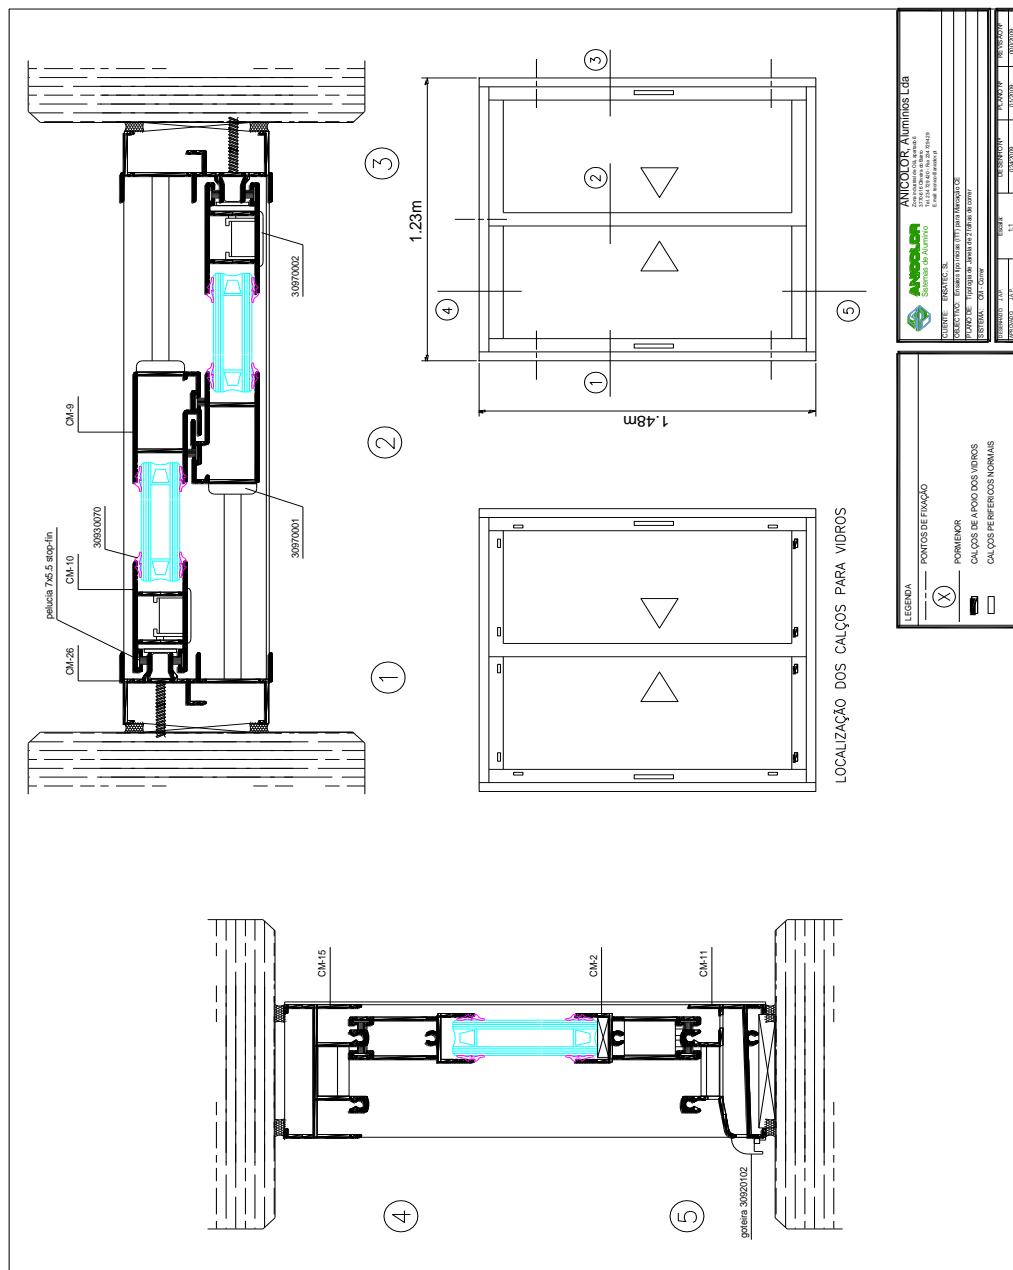 CM-26
pelucia 7x5.5 stop-fin
CM-10
30930070
CM-9
30970001
30970002
1
2
3
1.23m
1.48m
1
2
3
4
5
LOCALIZAÇÃO DOS CALÇOS PARA VIDROS
CM-15
CM-2
CM-11
goteira 30920102
4
5
LEGENDA
PONTOS DE FIXAÇÃO
X
PORMENOR
CALÇOS DE APOIO DOS VIDROS
CALÇOS PERIFERICOS NORMAIS
ANICOLOR
Sistemas de Alumínio
ANICOLOR, Alumínios Lda
CLIENTE: ENSATEC, SL
OBJECTIVO: Ensaios tipo iniciais (ITT) para Marcação CE
PLANO DE: Tipologia de Janela de 2 folhas de correr
SISTEMA: CM - Correr
Escala:
1:1
DESENHO Nº
PLANO Nº
REVISÃO Nº